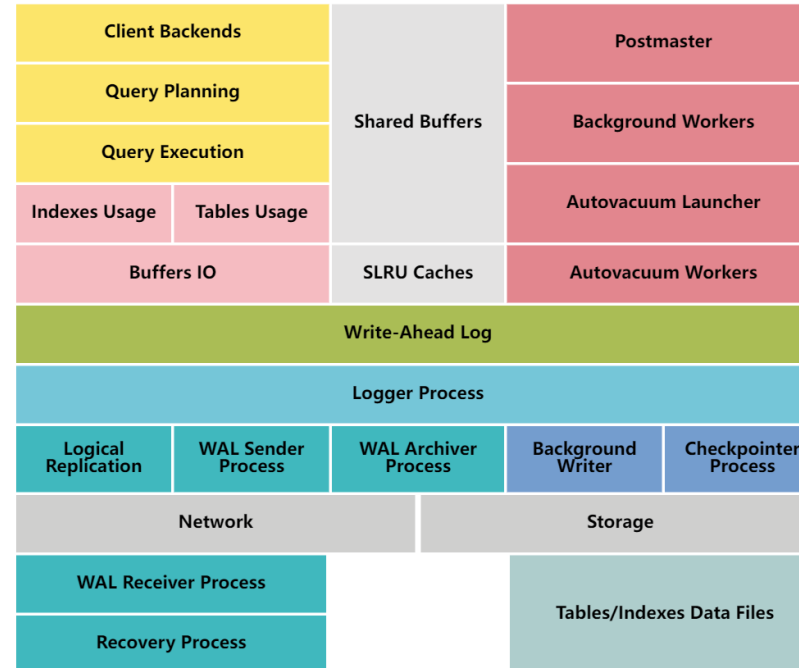 Client Backends
Query Planning
Query Execution
Indexes Usage
Tables Usage
Buffers IO
Shared Buffers
SLRU Caches
Postmaster
Background Workers
Autovacuum Launcher
Autovacuum Workers
Write-Ahead Log
Logger Process
Logical
Replication
WAL Sender
Process
WAL Archiver
Process
Background
Writer
Checkpointer
Process
Network
Storage
WAL Receiver Process
Recovery Process
Tables/Indexes Data Files